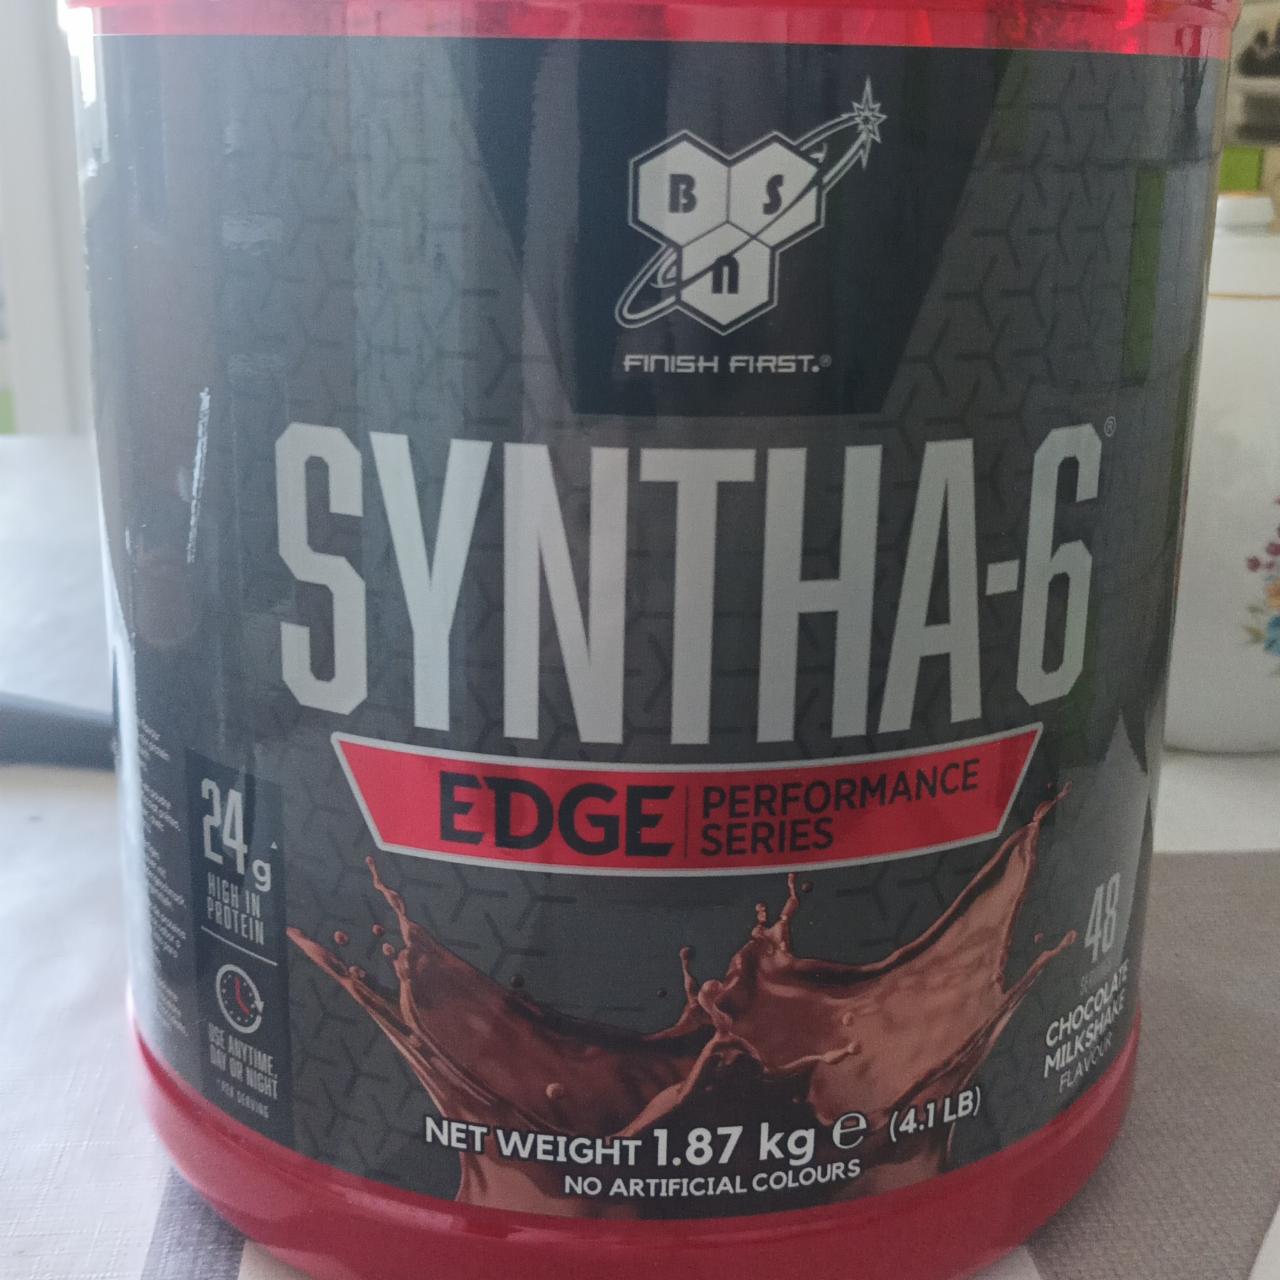 B S
n
FINISH FIRST.®
SYNTHA-6®
EDGE PERFORMANCE
SERIES
24g
HIGH IN
PROTEIN
USE ANYTIME,
DAY OR NIGHT
* PER SERVING
48
CHOCOLATE
MILKSHAKE
FLAVOUR
NET WEIGHT 1.87 kg ℮ (4.1 LB)
NO ARTIFICIAL COLOURS